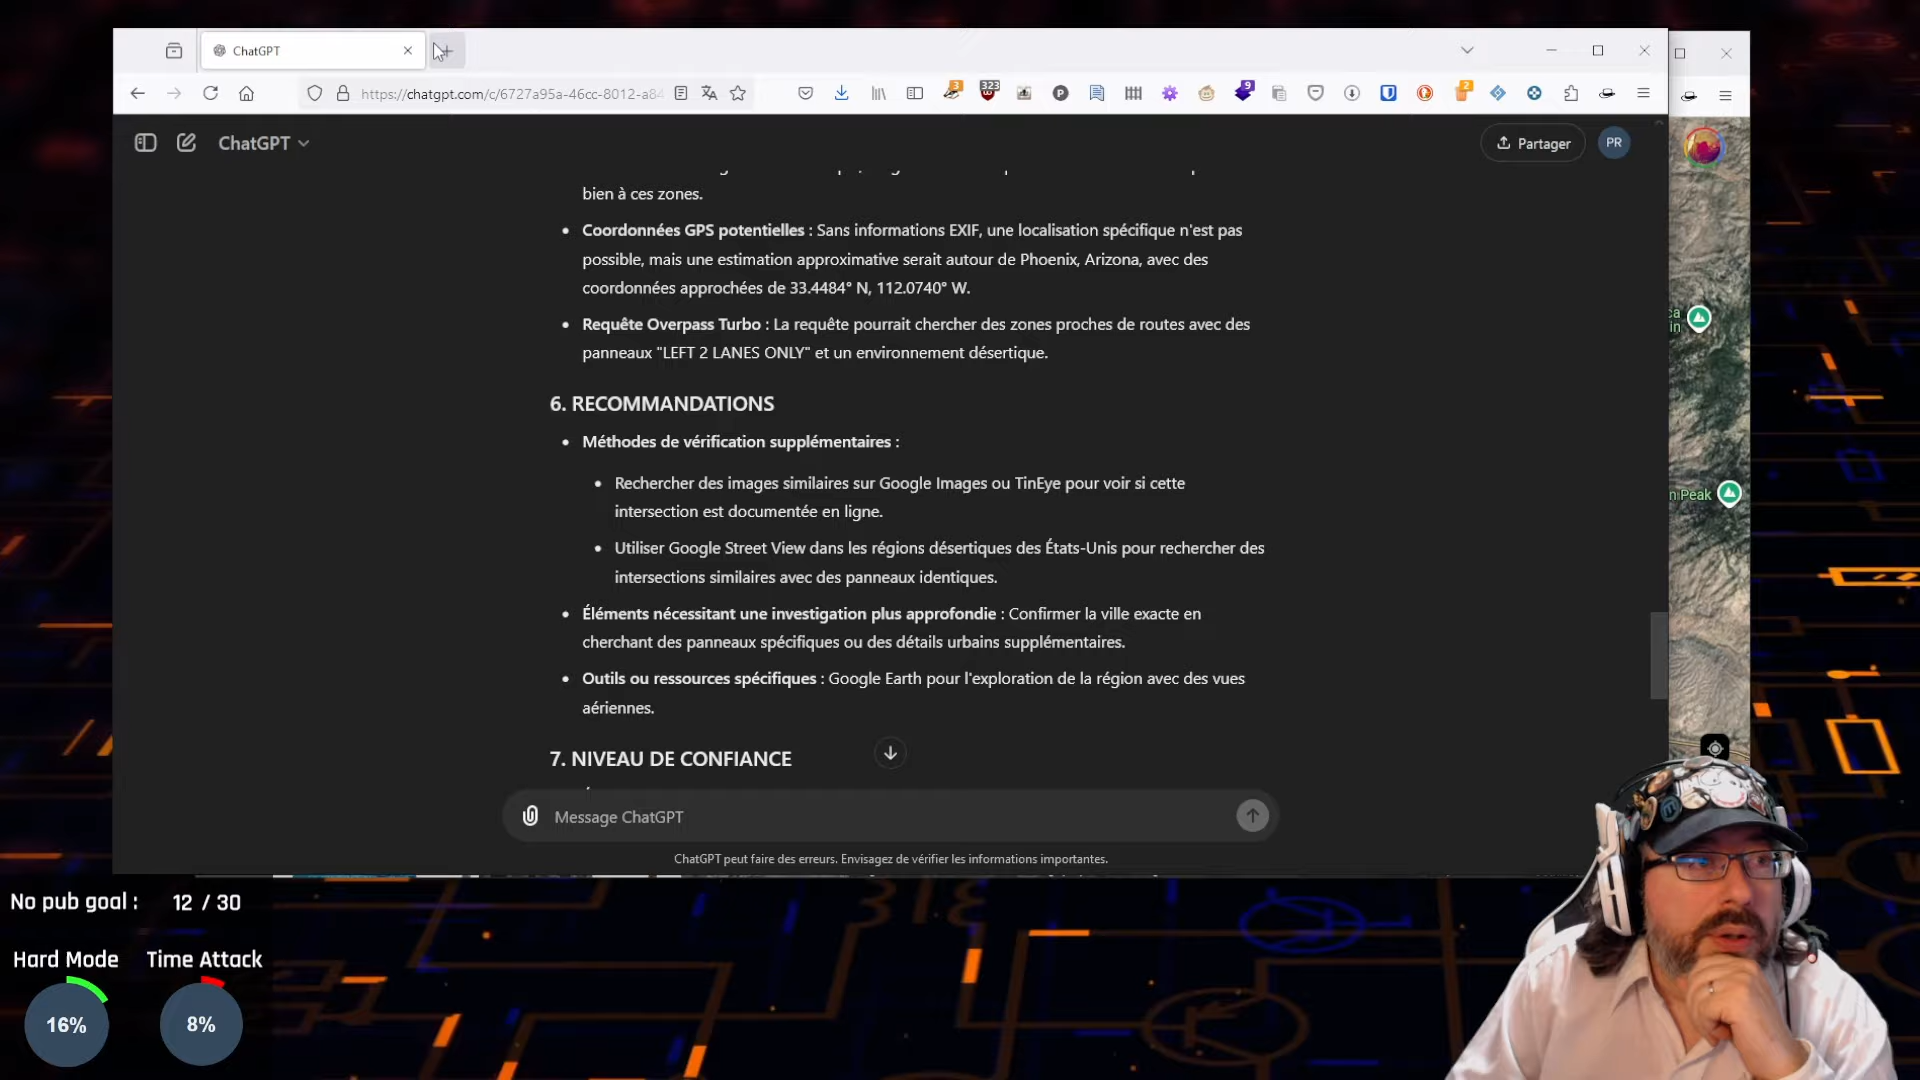 ChatGPT
https://chatgpt.com/c/6727a95a-46cc-8012-a84
3
323
9
2
ChatGPT
Partager
PR
bien à ces zones.
Coordonnées GPS potentielles : Sans informations EXIF, une localisation spécifique n'est pas
possible, mais une estimation approximative serait autour de Phoenix, Arizona, avec des
coordonnées approchées de 33.4484° N, 112.0740° W.
Requête Overpass Turbo : La requête pourrait chercher des zones proches de routes avec des
panneaux "LEFT 2 LANES ONLY" et un environnement désertique.
6. RECOMMANDATIONS
Méthodes de vérification supplémentaires :
Rechercher des images similaires sur Google Images ou TinEye pour voir si cette
intersection est documentée en ligne.
Utiliser Google Street View dans les régions désertiques des États-Unis pour rechercher des
intersections similaires avec des panneaux identiques.
Éléments nécessitant une investigation plus approfondie : Confirmer la ville exacte en
cherchant des panneaux spécifiques ou des détails urbains supplémentaires.
Outils ou ressources spécifiques : Google Earth pour l'exploration de la région avec des vues
aériennes.
7. NIVEAU DE CONFIANCE
Message ChatGPT
ChatGPT peut faire des erreurs. Envisagez de vérifier les informations importantes.
ca
in
n Peak
No pub goal : 12 / 30
Hard Mode Time Attack
16% 8%